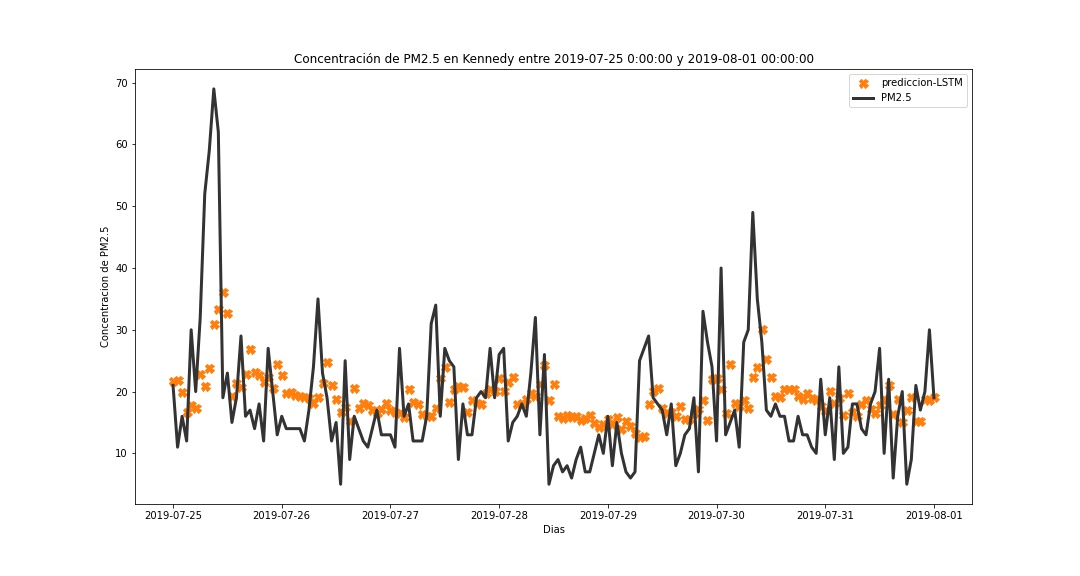 Concentración de PM2.5 en Kennedy entre 2019-07-25 0:00:00 y 2019-08-01 00:00:00
prediccion-LSTM
PM2.5
70
60
50
40
30
20
10
Concentracion de PM2.5
2019-07-25 2019-07-26 2019-07-27 2019-07-28 2019-07-29 2019-07-30 2019-07-31 2019-08-01
Dias